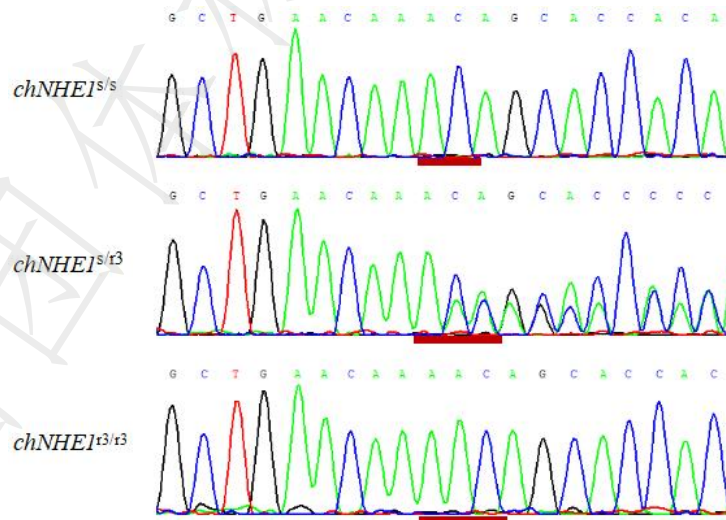 G C T G A A C A A A C A G C A C C A C A
chNHE1s/s
G C T G A A C A A A C A G C A C C C C C
chNHE1s/r3
G C T G A A C A A A A C A G C A C C A C
chNHE1r3/r3